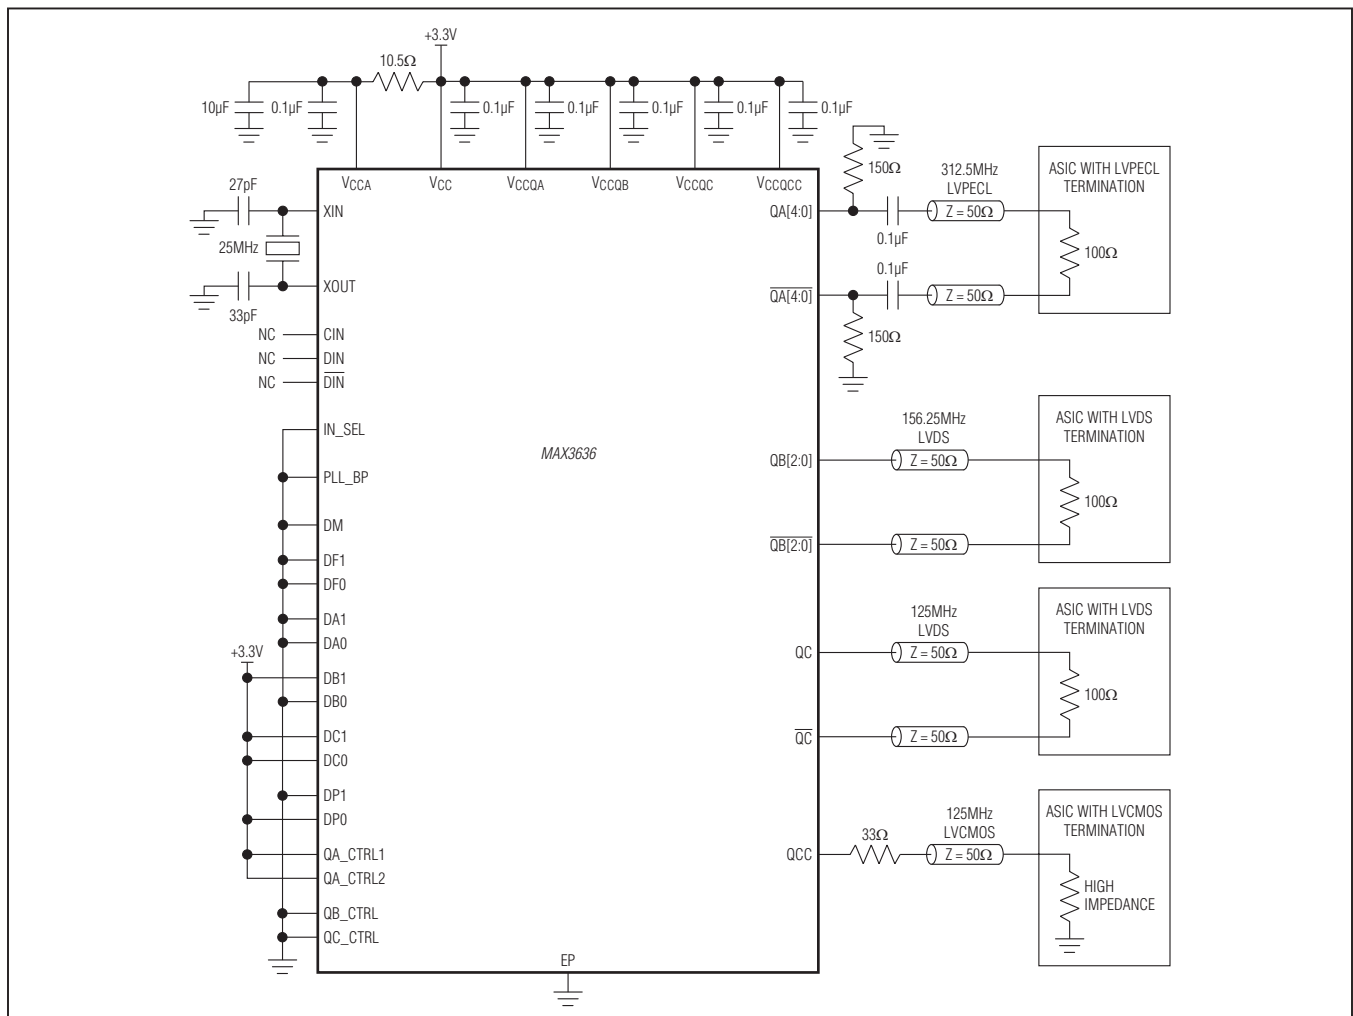 +3.3V
10.5Ω
10µF 0.1µF 0.1µF 0.1µF 0.1µF 0.1µF 0.1µF
VCCA VCC VCCQA VCCQB VCCQC VCCQCC
27pF
XIN
25MHz
XOUT
33pF
NC CIN
NC DIN
NC DIN
IN_SEL
PLL_BP
DM
DF1
DF0
DA1
DA0
+3.3V
DB1
DB0
DC1
DC0
DP1
DP0
QA_CTRL1
QA_CTRL2
QB_CTRL
QC_CTRL
MAX3636
EP
QA[4:0]
150Ω
0.1µF
312.5MHz
LVPECL
Z = 50Ω
ASIC WITH LVPECL
TERMINATION
100Ω
QA[4:0]
0.1µF
Z = 50Ω
150Ω
QB[2:0]
156.25MHz
LVDS
Z = 50Ω
ASIC WITH LVDS
TERMINATION
100Ω
QB[2:0]
Z = 50Ω
QC
125MHz
LVDS
Z = 50Ω
ASIC WITH LVDS
TERMINATION
100Ω
QC
Z = 50Ω
QCC
33Ω
125MHz
LVCMOS
Z = 50Ω
ASIC WITH LVCMOS
TERMINATION
HIGH
IMPEDANCE